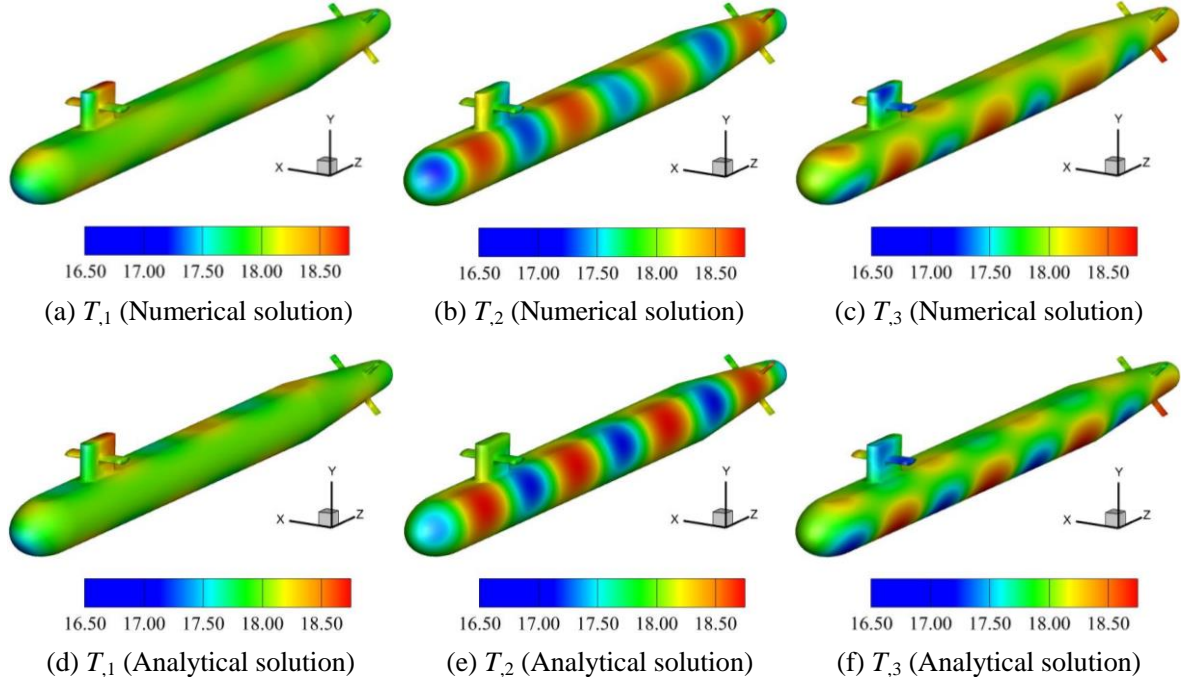 Y Y Y
X Z X Z X Z
16.50 17.00 17.50 18.00 18.50 16.50 17.00 17.50 18.00 18.50 16.50 17.00 17.50 18.00 18.50
(a) T,1 (Numerical solution) (b) T,2 (Numerical solution) (c) T,3 (Numerical solution)
Y Y Y
X Z X Z X Z
16.50 17.00 17.50 18.00 18.50 16.50 17.00 17.50 18.00 18.50 16.50 17.00 17.50 18.00 18.50
(d) T,1 (Analytical solution) (e) T,2 (Analytical solution) (f) T,3 (Analytical solution)